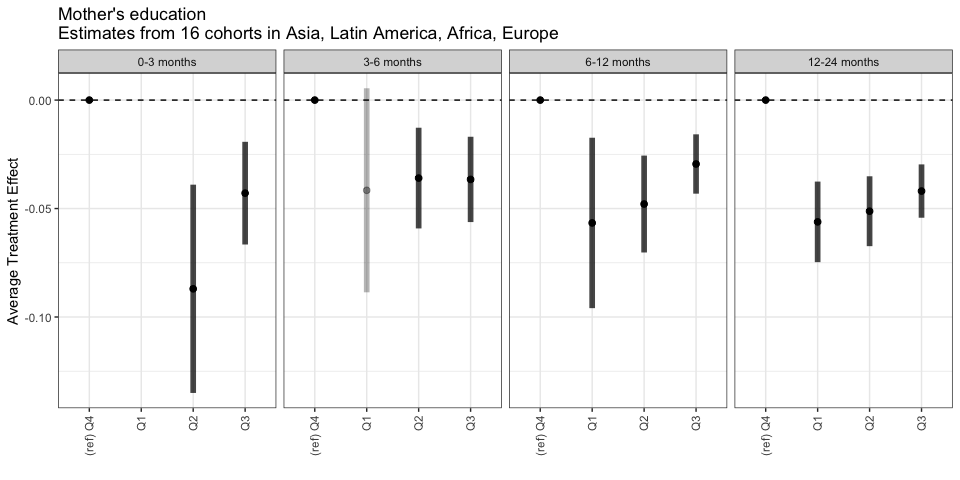 Mother's education
Estimates from 16 cohorts in Asia, Latin America, Africa, Europe
0-3 months
3-6 months
6-12 months
12-24 months
Average Treatment Effect
0.00
-0.05
-0.10
(ref) Q4
Q1
Q2
Q3
(ref) Q4
Q1
Q2
Q3
(ref) Q4
Q1
Q2
Q3
(ref) Q4
Q1
Q2
Q3